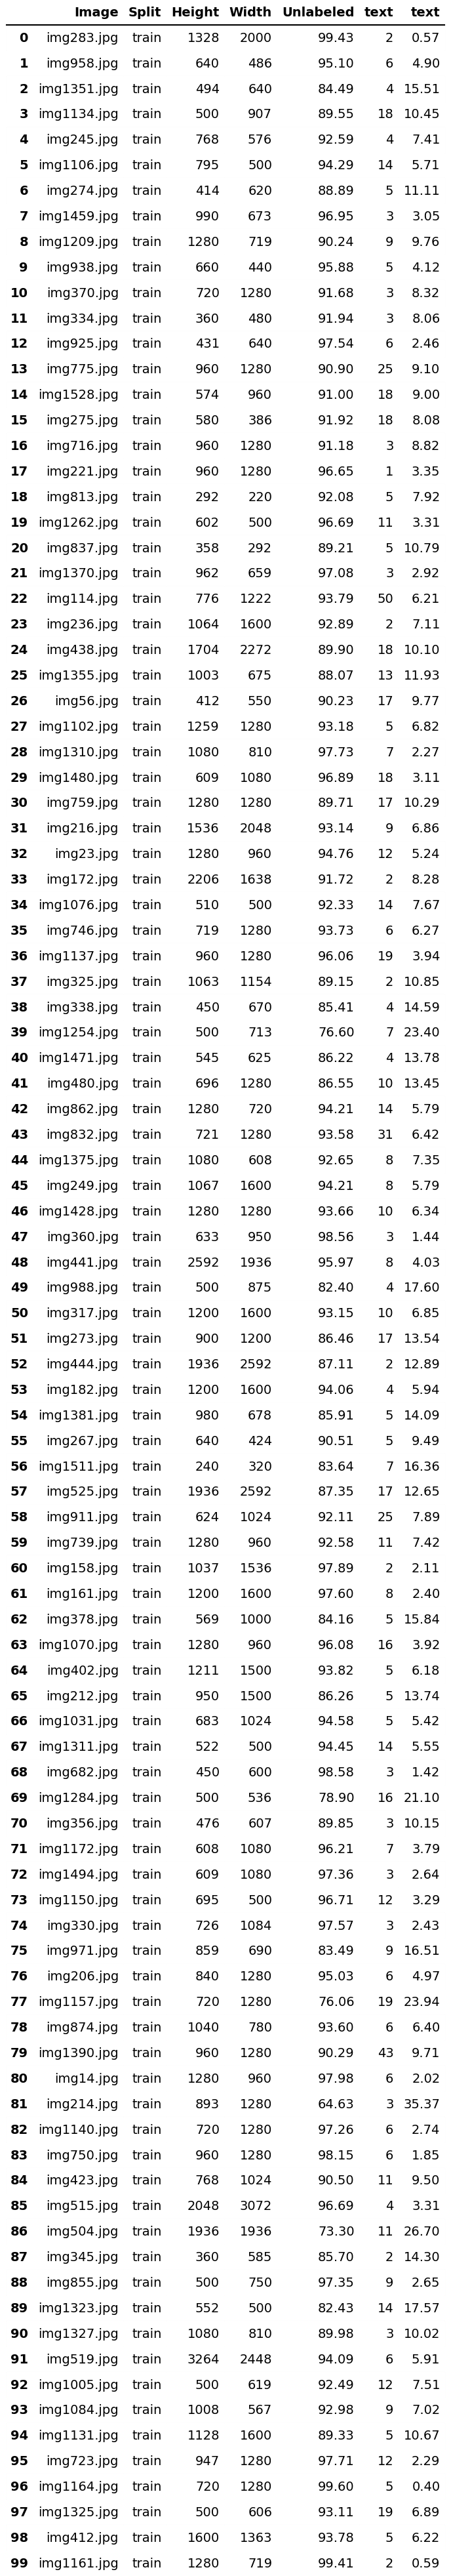 Image Split Height Width Unlabeled text text
0 img283.jpg train 1328 2000 99.43 2 0.57
1 img958.jpg train 640 486 95.10 6 4.90
2 img1351.jpg train 494 640 84.49 4 15.51
3 img1134.jpg train 500 907 89.55 18 10.45
4 img245.jpg train 768 576 92.59 4 7.41
5 img1106.jpg train 795 500 94.29 14 5.71
6 img274.jpg train 414 620 88.89 5 11.11
7 img1459.jpg train 990 673 96.95 3 3.05
8 img1209.jpg train 1280 719 90.24 9 9.76
9 img938.jpg train 660 440 95.88 5 4.12
10 img370.jpg train 720 1280 91.68 3 8.32
11 img334.jpg train 360 480 91.94 3 8.06
12 img925.jpg train 431 640 97.54 6 2.46
13 img775.jpg train 960 1280 90.90 25 9.10
14 img1528.jpg train 574 960 91.00 18 9.00
15 img275.jpg train 580 386 91.92 18 8.08
16 img716.jpg train 960 1280 91.18 3 8.82
17 img221.jpg train 960 1280 96.65 1 3.35
18 img813.jpg train 292 220 92.08 5 7.92
19 img1262.jpg train 602 500 96.69 11 3.31
20 img837.jpg train 358 292 89.21 5 10.79
21 img1370.jpg train 962 659 97.08 3 2.92
22 img114.jpg train 776 1222 93.79 50 6.21
23 img236.jpg train 1064 1600 92.89 2 7.11
24 img438.jpg train 1704 2272 89.90 18 10.10
25 img1355.jpg train 1003 675 88.07 13 11.93
26 img56.jpg train 412 550 90.23 17 9.77
27 img1102.jpg train 1259 1280 93.18 5 6.82
28 img1310.jpg train 1080 810 97.73 7 2.27
29 img1480.jpg train 609 1080 96.89 18 3.11
30 img759.jpg train 1280 1280 89.71 17 10.29
31 img216.jpg train 1536 2048 93.14 9 6.86
32 img23.jpg train 1280 960 94.76 12 5.24
33 img172.jpg train 2206 1638 91.72 2 8.28
34 img1076.jpg train 510 500 92.33 14 7.67
35 img746.jpg train 719 1280 93.73 6 6.27
36 img1137.jpg train 960 1280 96.06 19 3.94
37 img325.jpg train 1063 1154 89.15 2 10.85
38 img338.jpg train 450 670 85.41 4 14.59
39 img1254.jpg train 500 713 76.60 7 23.40
40 img1471.jpg train 545 625 86.22 4 13.78
41 img480.jpg train 696 1280 86.55 10 13.45
42 img862.jpg train 1280 720 94.21 14 5.79
43 img832.jpg train 721 1280 93.58 31 6.42
44 img1375.jpg train 1080 608 92.65 8 7.35
45 img249.jpg train 1067 1600 94.21 8 5.79
46 img1428.jpg train 1280 1280 93.66 10 6.34
47 img360.jpg train 633 950 98.56 3 1.44
48 img441.jpg train 2592 1936 95.97 8 4.03
49 img988.jpg train 500 875 82.40 4 17.60
50 img317.jpg train 1200 1600 93.15 10 6.85
51 img273.jpg train 900 1200 86.46 17 13.54
52 img444.jpg train 1936 2592 87.11 2 12.89
53 img182.jpg train 1200 1600 94.06 4 5.94
54 img1381.jpg train 980 678 85.91 5 14.09
55 img267.jpg train 640 424 90.51 5 9.49
56 img1511.jpg train 240 320 83.64 7 16.36
57 img525.jpg train 1936 2592 87.35 17 12.65
58 img911.jpg train 624 1024 92.11 25 7.89
59 img739.jpg train 1280 960 92.58 11 7.42
60 img158.jpg train 1037 1536 97.89 2 2.11
61 img161.jpg train 1200 1600 97.60 8 2.40
62 img378.jpg train 569 1000 84.16 5 15.84
63 img1070.jpg train 1280 960 96.08 16 3.92
64 img402.jpg train 1211 1500 93.82 5 6.18
65 img212.jpg train 950 1500 86.26 5 13.74
66 img1031.jpg train 683 1024 94.58 5 5.42
67 img1311.jpg train 522 500 94.45 14 5.55
68 img682.jpg train 450 600 98.58 3 1.42
69 img1284.jpg train 500 536 78.90 16 21.10
70 img356.jpg train 476 607 89.85 3 10.15
71 img1172.jpg train 608 1080 96.21 7 3.79
72 img1494.jpg train 609 1080 97.36 3 2.64
73 img1150.jpg train 695 500 96.71 12 3.29
74 img330.jpg train 726 1084 97.57 3 2.43
75 img971.jpg train 859 690 83.49 9 16.51
76 img206.jpg train 840 1280 95.03 6 4.97
77 img1157.jpg train 720 1280 76.06 19 23.94
78 img874.jpg train 1040 780 93.60 6 6.40
79 img1390.jpg train 960 1280 90.29 43 9.71
80 img14.jpg train 1280 960 97.98 6 2.02
81 img214.jpg train 893 1280 64.63 3 35.37
82 img1140.jpg train 720 1280 97.26 6 2.74
83 img750.jpg train 960 1280 98.15 6 1.85
84 img423.jpg train 768 1024 90.50 11 9.50
85 img515.jpg train 2048 3072 96.69 4 3.31
86 img504.jpg train 1936 1936 73.30 11 26.70
87 img345.jpg train 360 585 85.70 2 14.30
88 img855.jpg train 500 750 97.35 9 2.65
89 img1323.jpg train 552 500 82.43 14 17.57
90 img1327.jpg train 1080 810 89.98 3 10.02
91 img519.jpg train 3264 2448 94.09 6 5.91
92 img1005.jpg train 500 619 92.49 12 7.51
93 img1084.jpg train 1008 567 92.98 9 7.02
94 img1131.jpg train 1128 1600 89.33 5 10.67
95 img723.jpg train 947 1280 97.71 12 2.29
96 img1164.jpg train 720 1280 99.60 5 0.40
97 img1325.jpg train 500 606 93.11 19 6.89
98 img412.jpg train 1600 1363 93.78 5 6.22
99 img1161.jpg train 1280 719 99.41 2 0.59